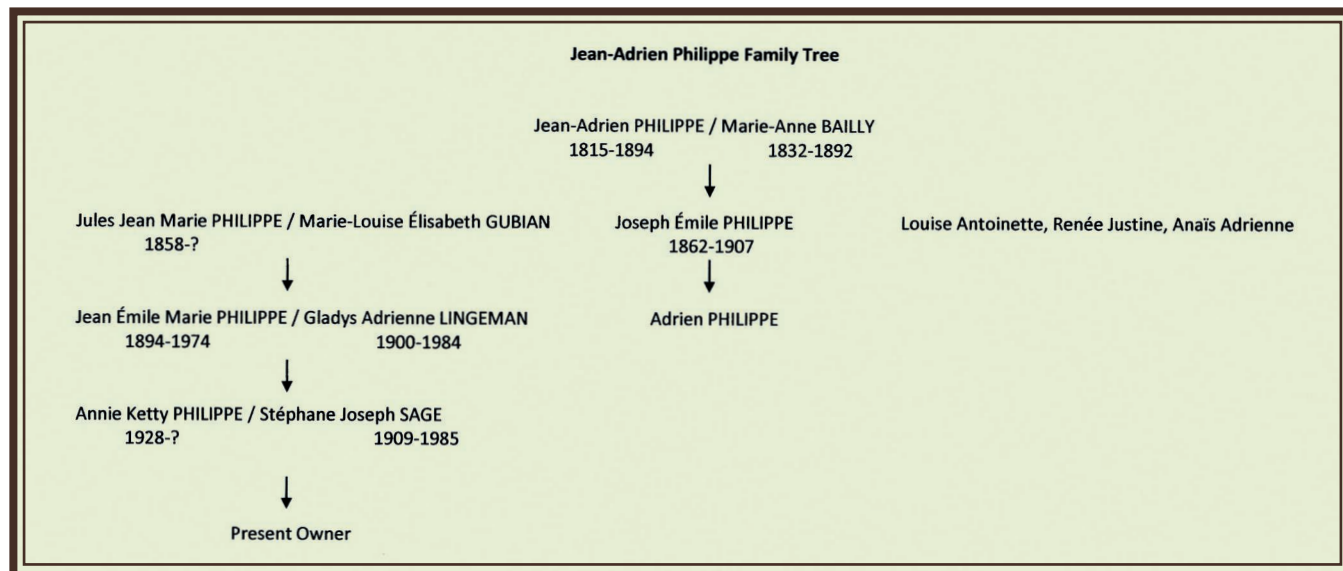 Jean-Adrien Philippe Family Tree
Jean-Adrien PHILIPPE / Marie-Anne BAILLY
1815-1894 1832-1892
Jules Jean Marie PHILIPPE / Marie-Louise Élisabeth GUBIAN
1858-?
Joseph Émile PHILIPPE
1862-1907
Louise Antoinette, Renée Justine, Anaïs Adrienne
Jean Émile Marie PHILIPPE / Gladys Adrienne LINGEMAN
1894-1974 1900-1984
Adrien PHILIPPE
Annie Ketty PHILIPPE / Stéphane Joseph SAGE
1928-? 1909-1985
Present Owner